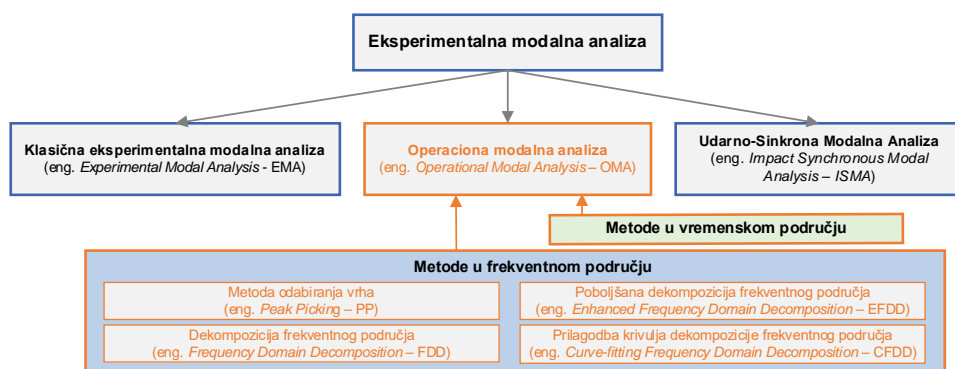 Eksperimentalna modalna analiza
Klasična eksperimentalna modalna analiza
(eng. Experimental Modal Analysis - EMA)
Operaciona modalna analiza
(eng. Operational Modal Analysis – OMA)
Udarno-Sinkrona Modalna Analiza
(eng. Impact Synchronous Modal
Analysis – ISMA)
Metode u vremenskom području
Metode u frekventnom području
Metoda odabiranja vrha
(eng. Peak Picking – PP)
Poboljšana dekompozicija frekventnog područja
(eng. Enhanced Frequency Domain Decomposition – EFDD)
Dekompozicija frekventnog područja
(eng. Frequency Domain Decomposition – FDD)
Prilagodba krivulja dekompozicije frekventnog područja
(eng. Curve-fitting Frequency Domain Decomposition – CFDD)